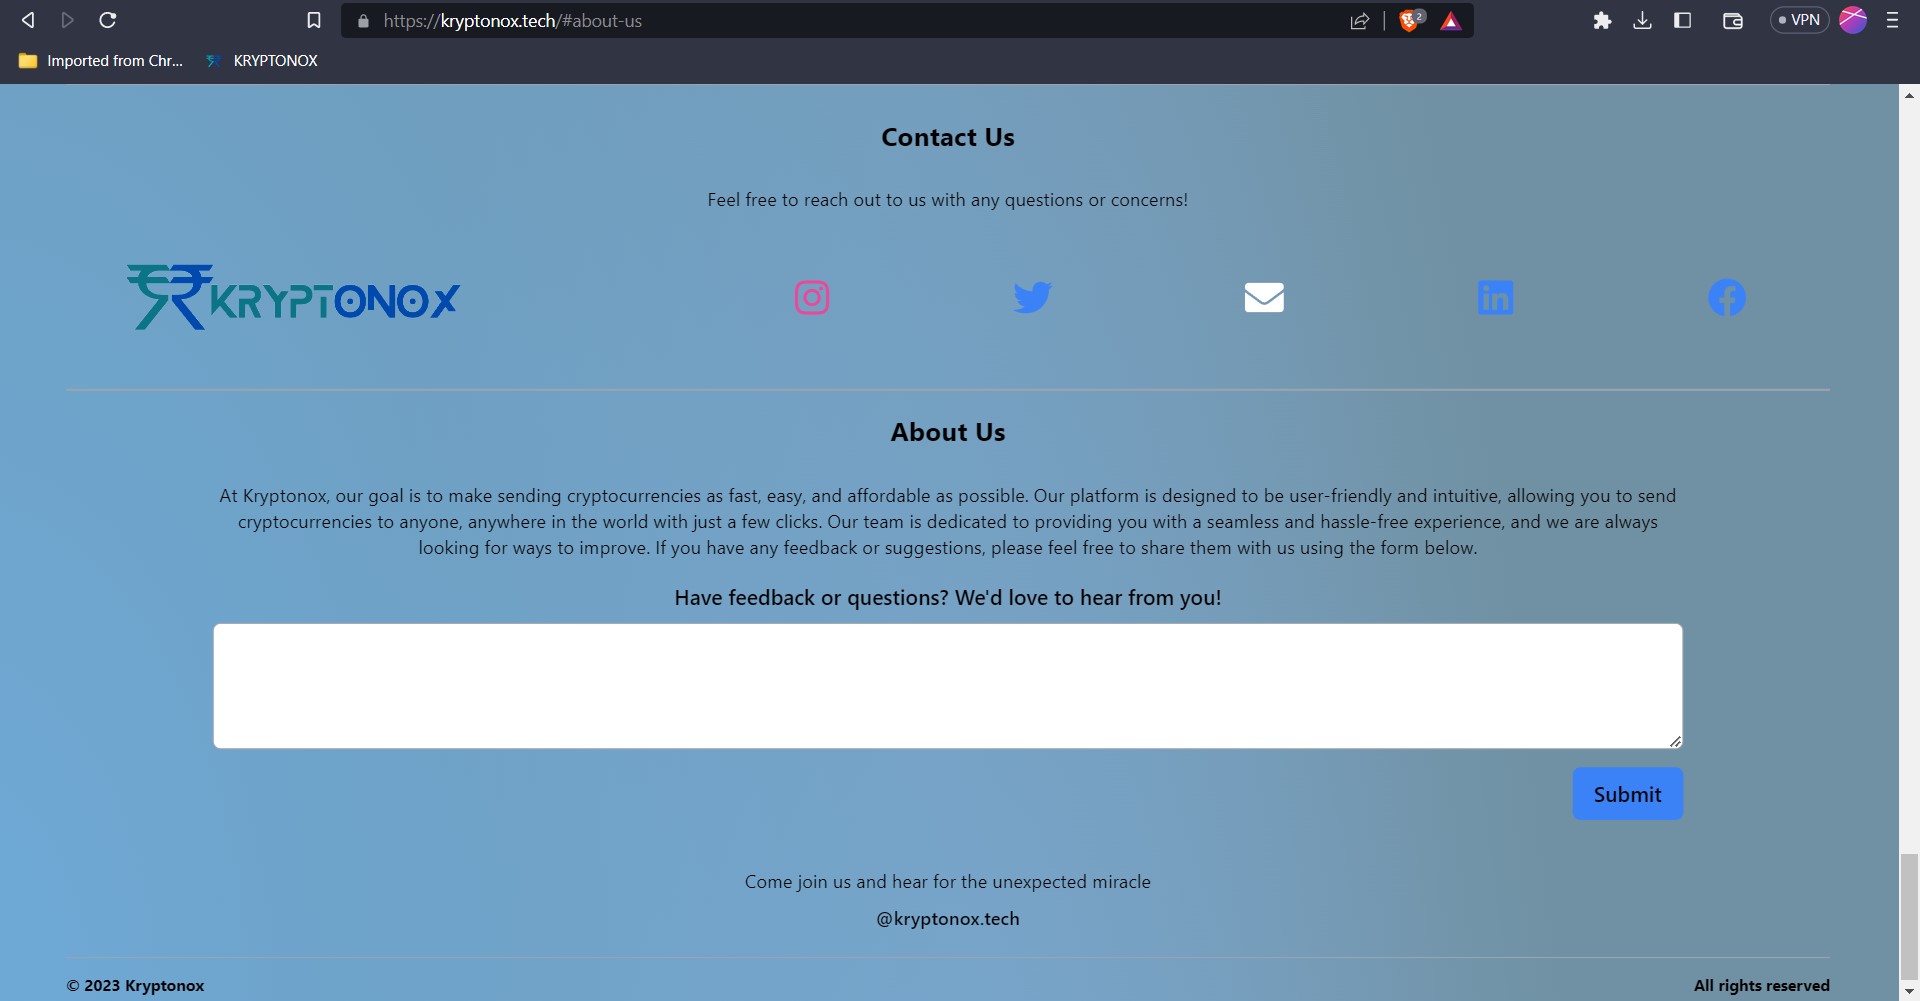 https://kryptonox.tech/#about-us
2
VPN
Imported from Chr...
KRYPTONOX
Contact Us
Feel free to reach out to us with any questions or concerns!
KRYPTONOX
About Us
At Kryptonox, our goal is to make sending cryptocurrencies as fast, easy, and affordable as possible. Our platform is designed to be user-friendly and intuitive, allowing you to send
cryptocurrencies to anyone, anywhere in the world with just a few clicks. Our team is dedicated to providing you with a seamless and hassle-free experience, and we are always
looking for ways to improve. If you have any feedback or suggestions, please feel free to share them with us using the form below.
Have feedback or questions? We'd love to hear from you!
Submit
Come join us and hear for the unexpected miracle
@kryptonox.tech
© 2023 Kryptonox
All rights reserved